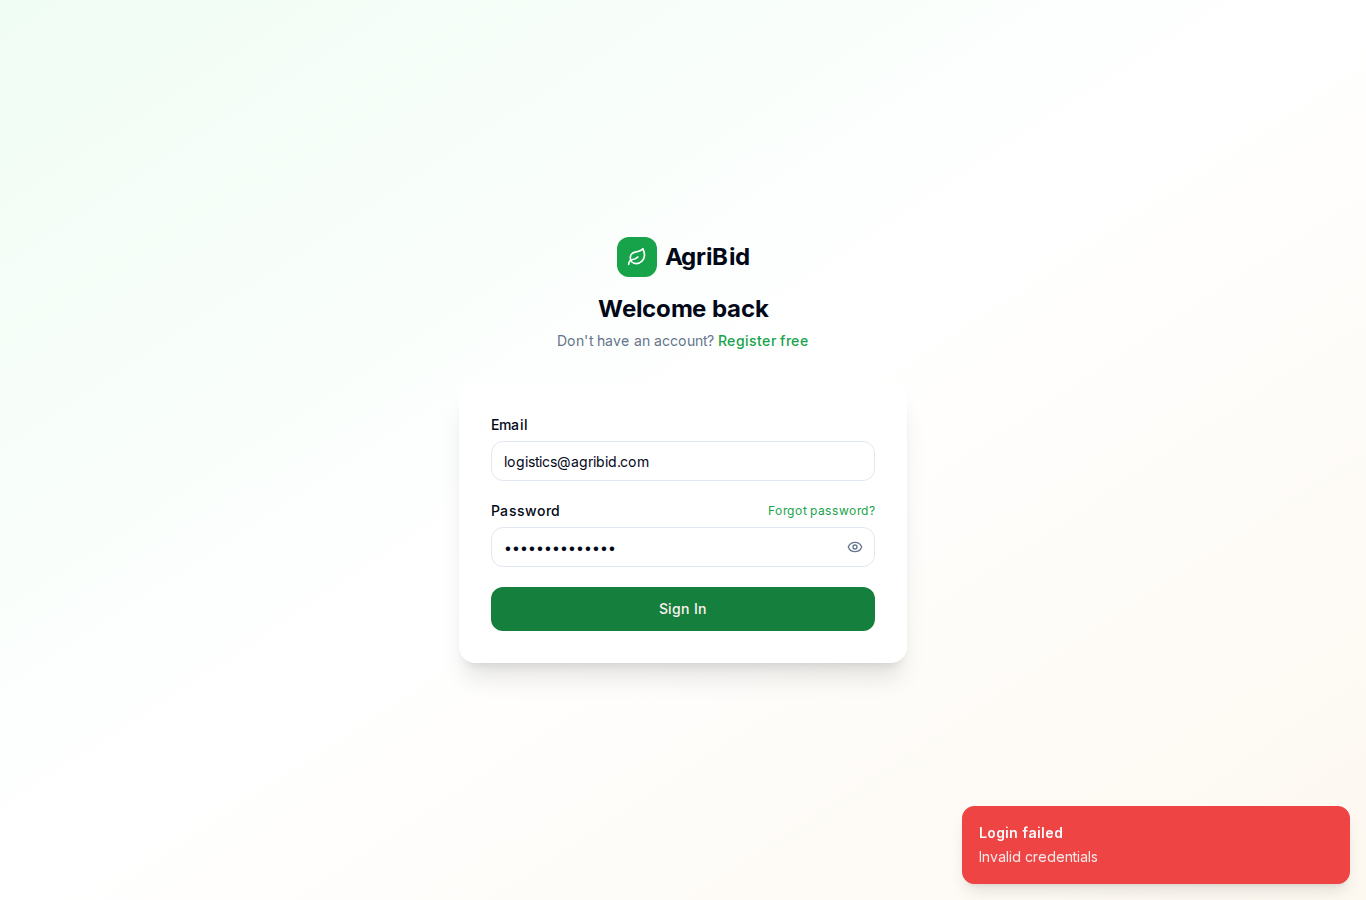 AgriBid
Welcome back
Don't have an account? Register free
Email
logistics@agribid.com
Password Forgot password?
••••••••••••••
Sign In
Login failed
Invalid credentials